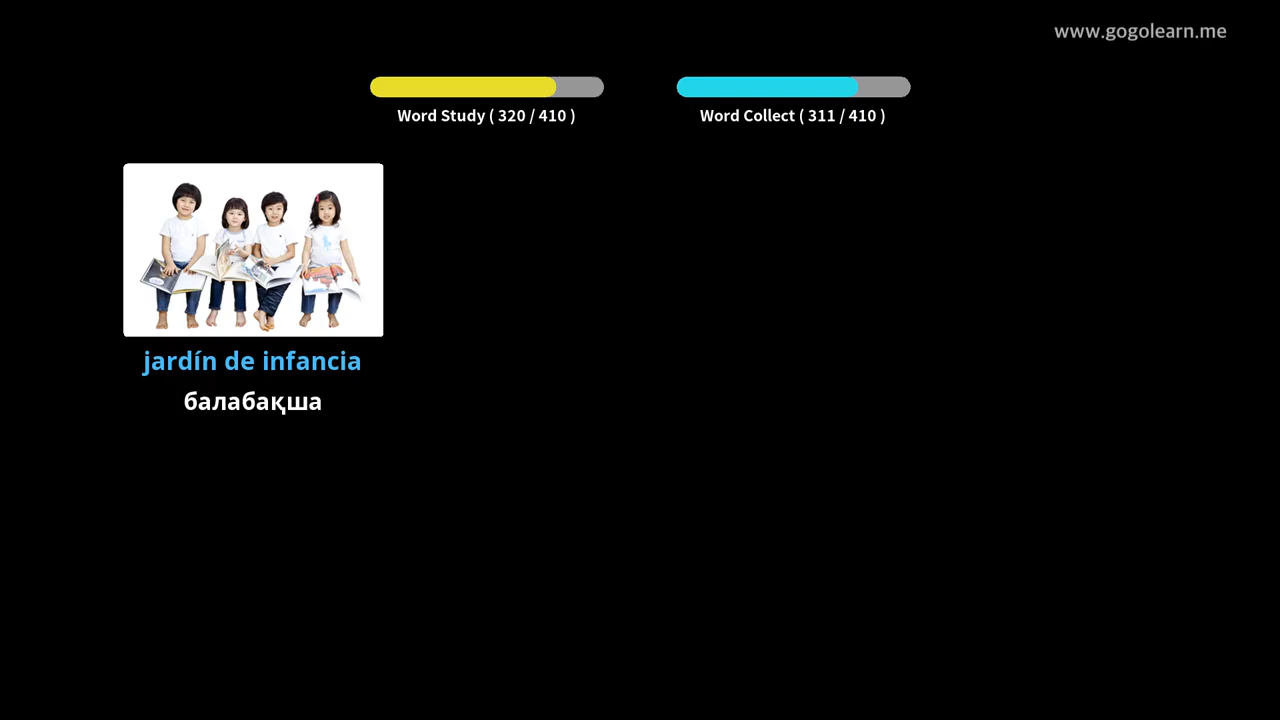 www.gogolearn.me
Word Study ( 320 / 410 )
Word Collect ( 311 / 410 )
jardín de infancia
балабақша